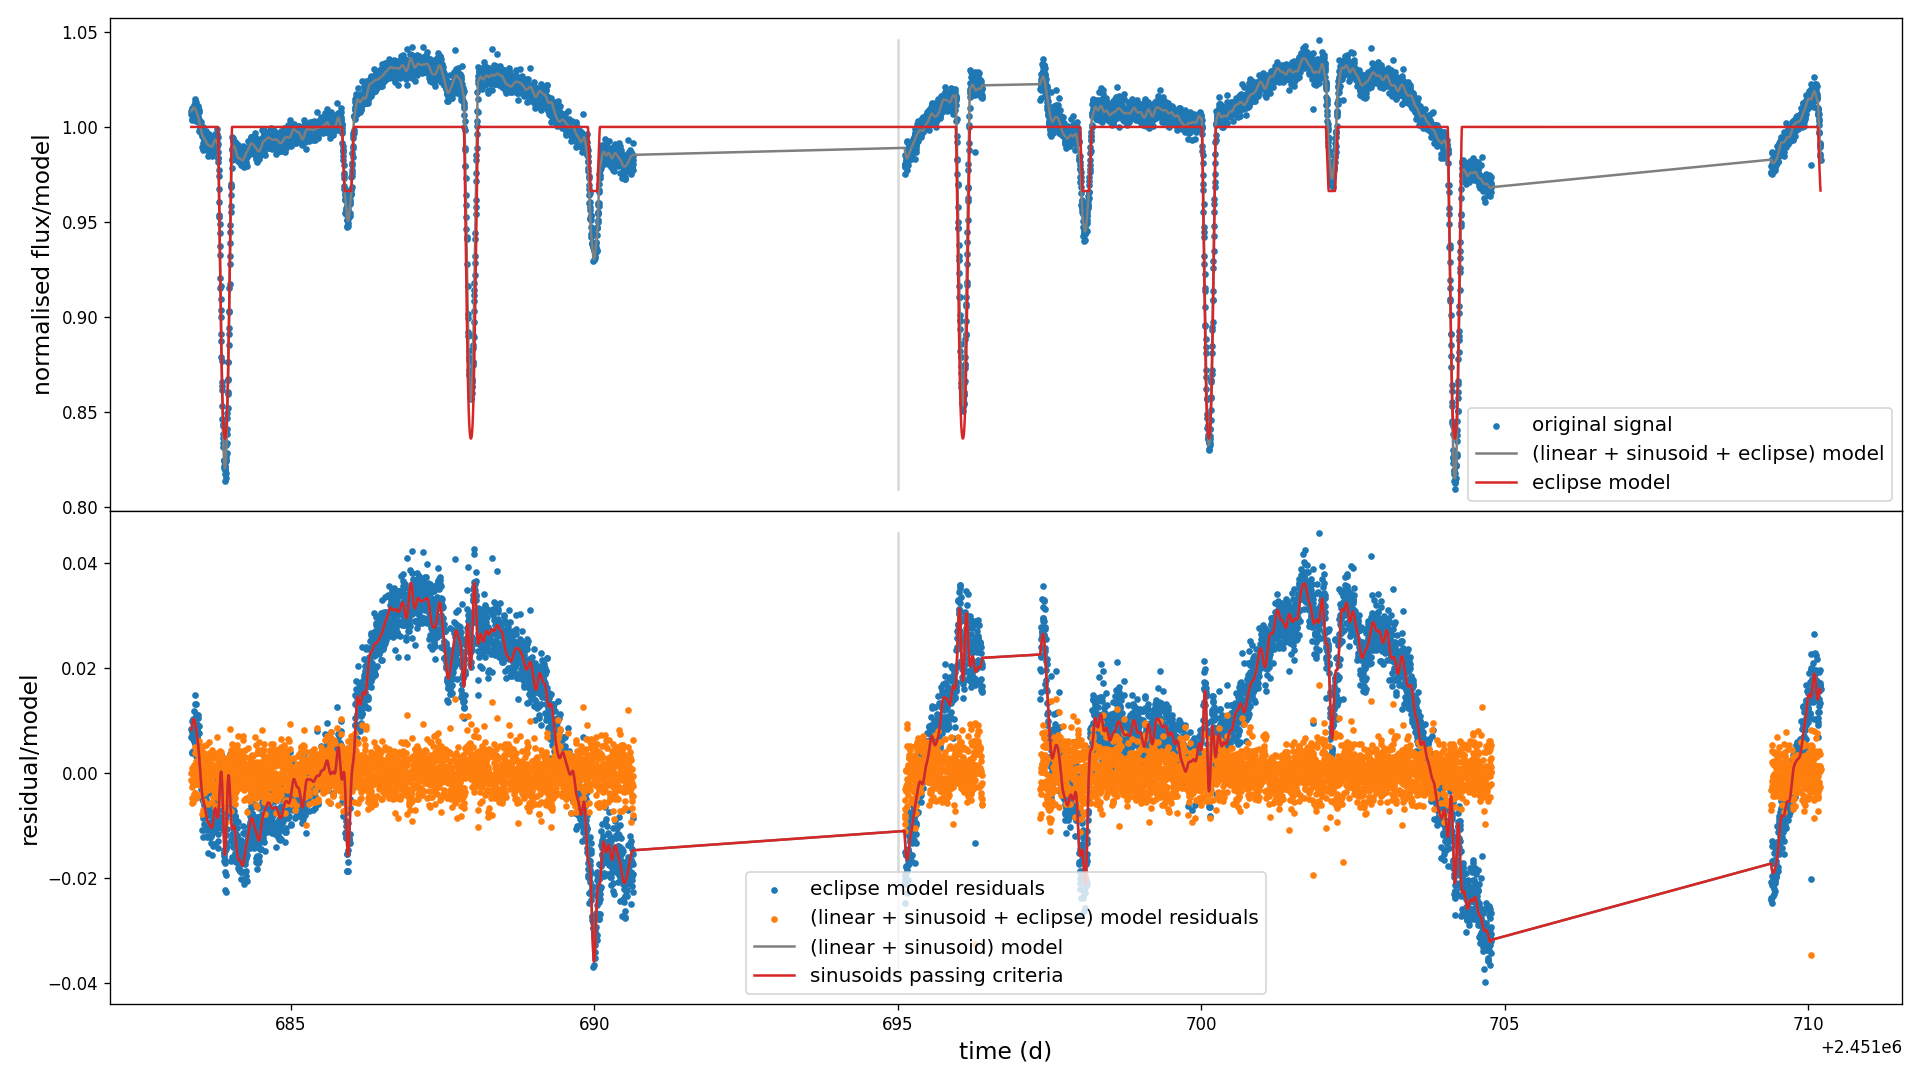 normalised flux/model
1.05
1.00
0.95
0.90
0.85
0.80
original signal
(linear + sinusoid + eclipse) model
eclipse model
residual/model
0.04
0.02
0.00
−0.02
−0.04
eclipse model residuals
(linear + sinusoid + eclipse) model residuals
(linear + sinusoid) model
sinusoids passing criteria
685 690 695 700 705 710
time (d)
+2.451e6